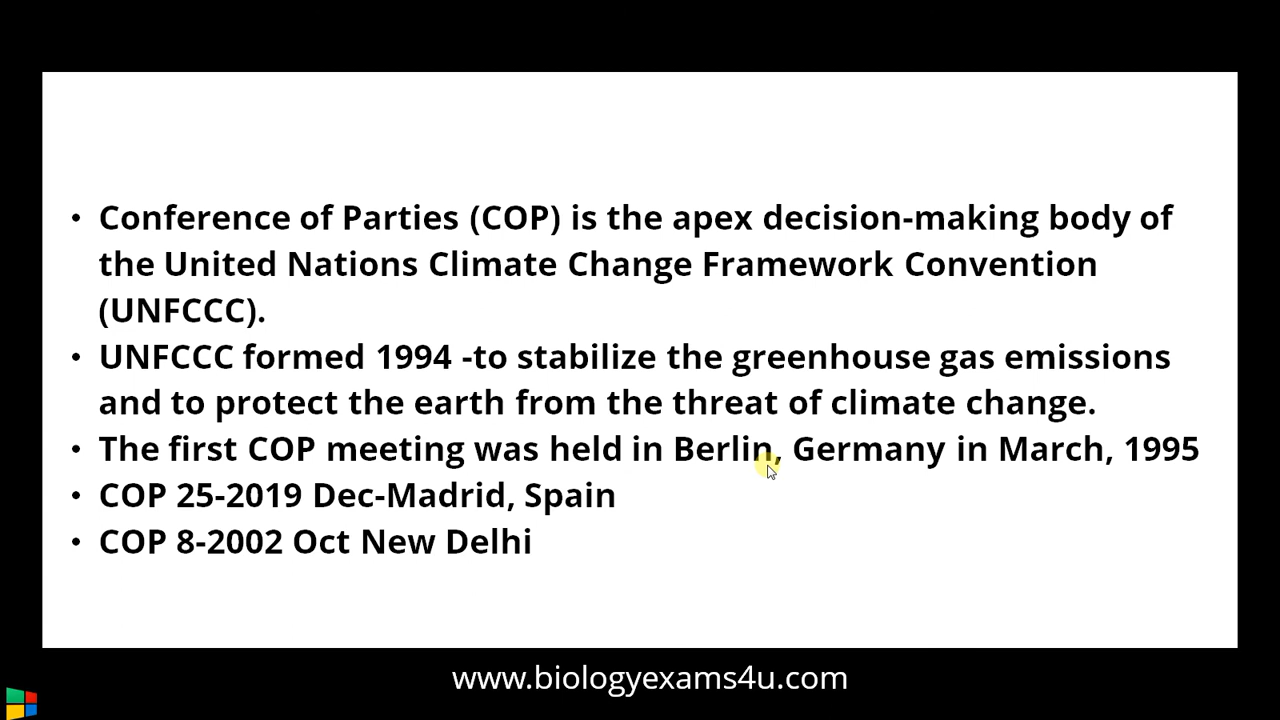 • Conference of Parties (COP) is the apex decision-making body of
the United Nations Climate Change Framework Convention
(UNFCCC).
• UNFCCC formed 1994 -to stabilize the greenhouse gas emissions
and to protect the earth from the threat of climate change.
• The first COP meeting was held in Berlin, Germany in March, 1995
• COP 25-2019 Dec-Madrid, Spain
• COP 8-2002 Oct New Delhi
www.biologyexams4u.com